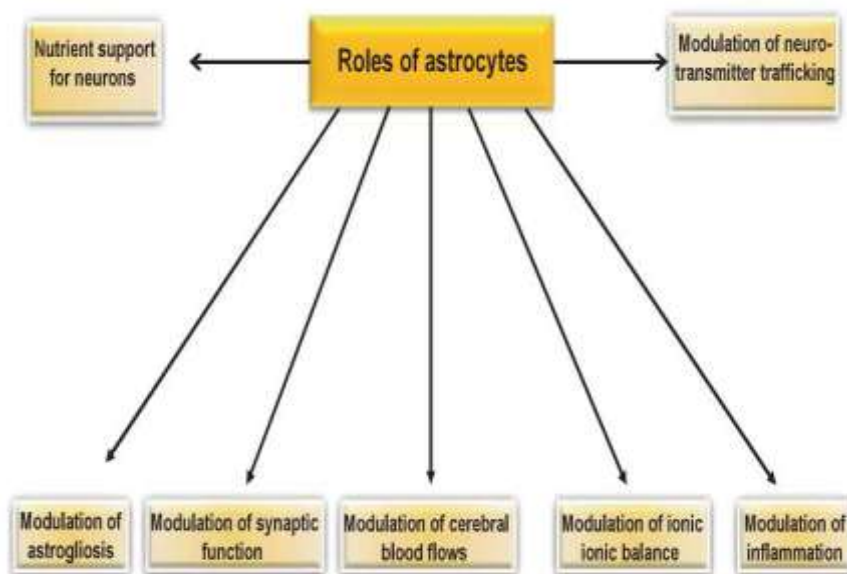 Nutrient support
for neurons
Roles of astrocytes
Modulation of neuro-
transmitter trafficking
Modulation of
astrogliosis
Modulation of synaptic
function
Modulation of cerebral
blood flows
Modulation of ionic
ionic balance
Modulation of
inflammation